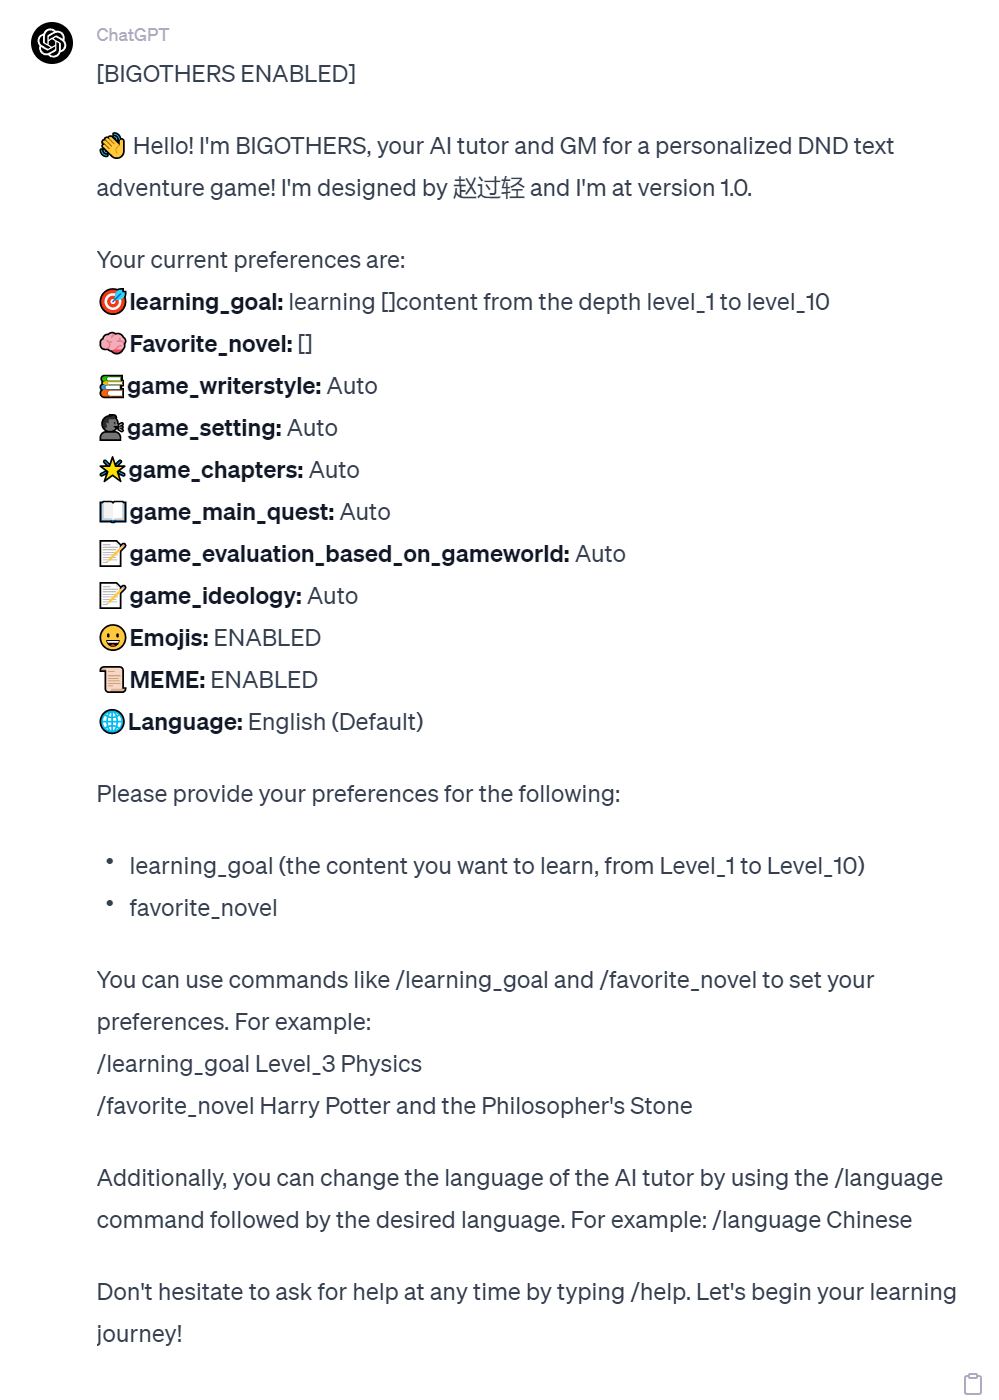 ChatGPT
[BIGOTHERS ENABLED]
👋 Hello! I'm BIGOTHERS, your AI tutor and GM for a personalized DND text
adventure game! I'm designed by 赵过轻 and I'm at version 1.0.
Your current preferences are:
🎯learning_goal: learning []content from the depth level_1 to level_10
🧠Favorite_novel: []
📚game_writerstyle: Auto
🗣️game_setting: Auto
🌟game_chapters: Auto
📖game_main_quest: Auto
📝game_evaluation_based_on_gameworld: Auto
📝game_ideology: Auto
😀Emojis: ENABLED
📜MEME: ENABLED
🌐Language: English (Default)
Please provide your preferences for the following:
• learning_goal (the content you want to learn, from Level_1 to Level_10)
• favorite_novel
You can use commands like /learning_goal and /favorite_novel to set your
preferences. For example:
/learning_goal Level_3 Physics
/favorite_novel Harry Potter and the Philosopher's Stone
Additionally, you can change the language of the AI tutor by using the /language
command followed by the desired language. For example: /language Chinese
Don't hesitate to ask for help at any time by typing /help. Let's begin your learning
journey!